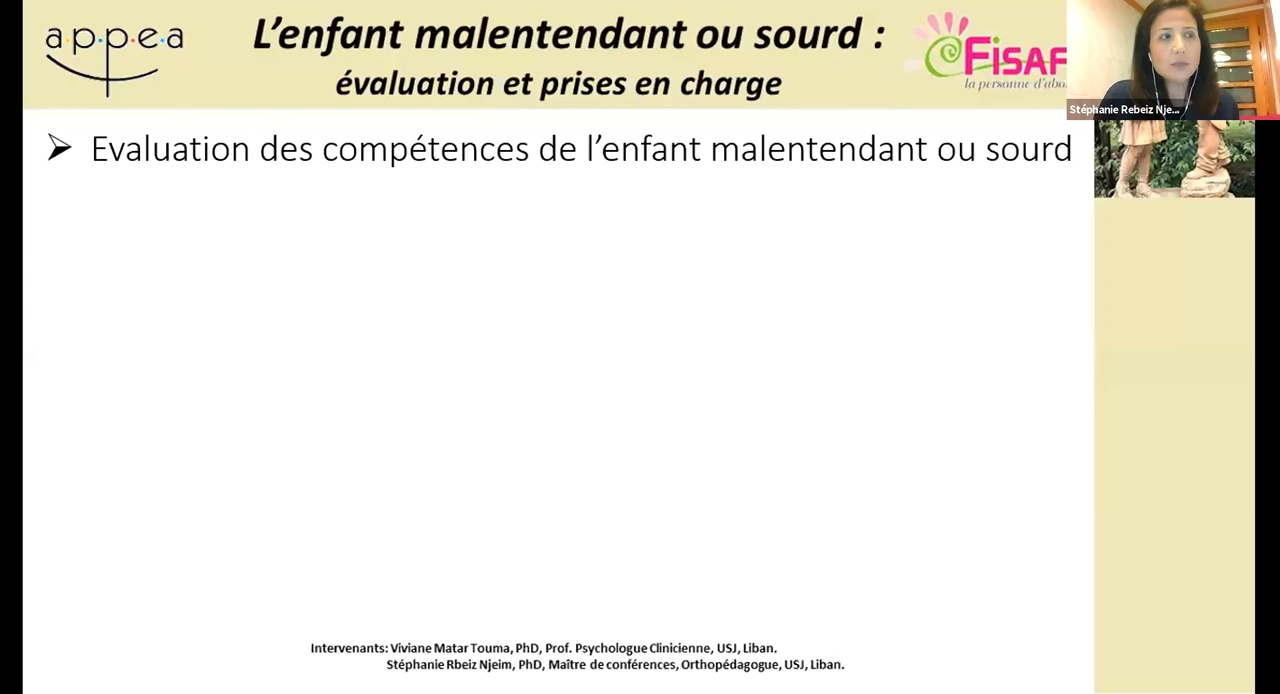 a·p·p·e·a
L'enfant malentendant ou sourd :
évaluation et prises en charge
FISAF
la personne d'abo
Stéphanie Rebeiz Nje...
➤ Evaluation des compétences de l'enfant malentendant ou sourd
Intervenants: Viviane Matar Touma, PhD, Prof. Psychologue Clinicienne, USJ, Liban.
Stéphanie Rbeiz Njeim, PhD, Maître de conférences, Orthopédagogue, USJ, Liban.